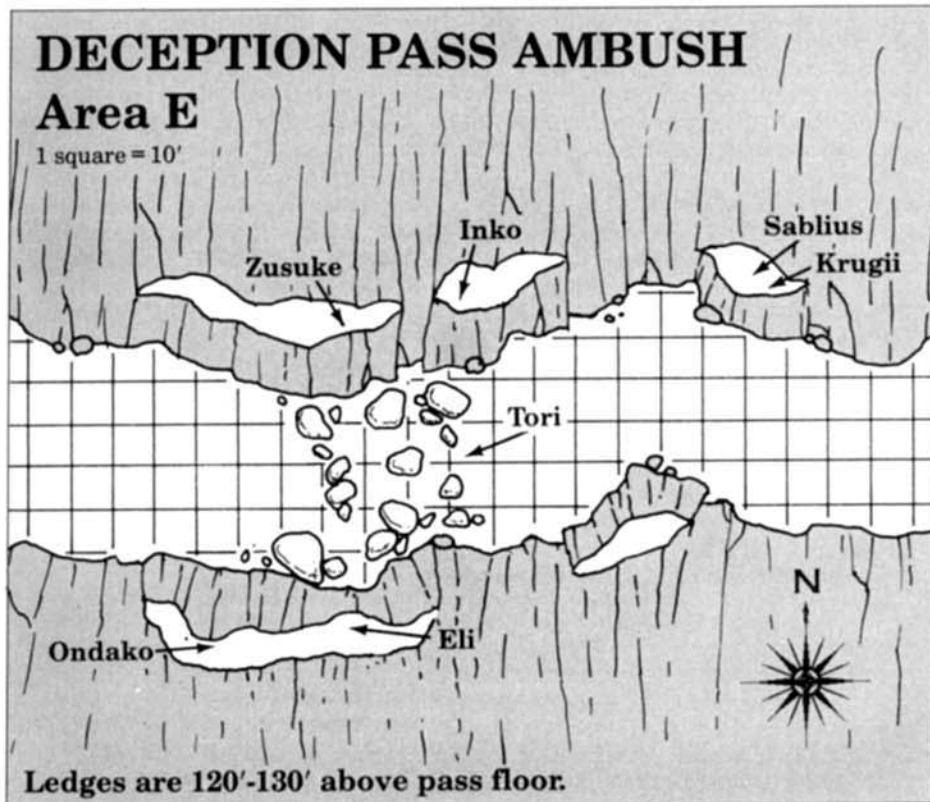 DECEPTION PASS AMBUSH
Area E
1 square = 10'
Inko
Sablius
Zusuke
Krugii
Tori
N
Ondako
Eli
Ledges are 120'-130' above pass floor.